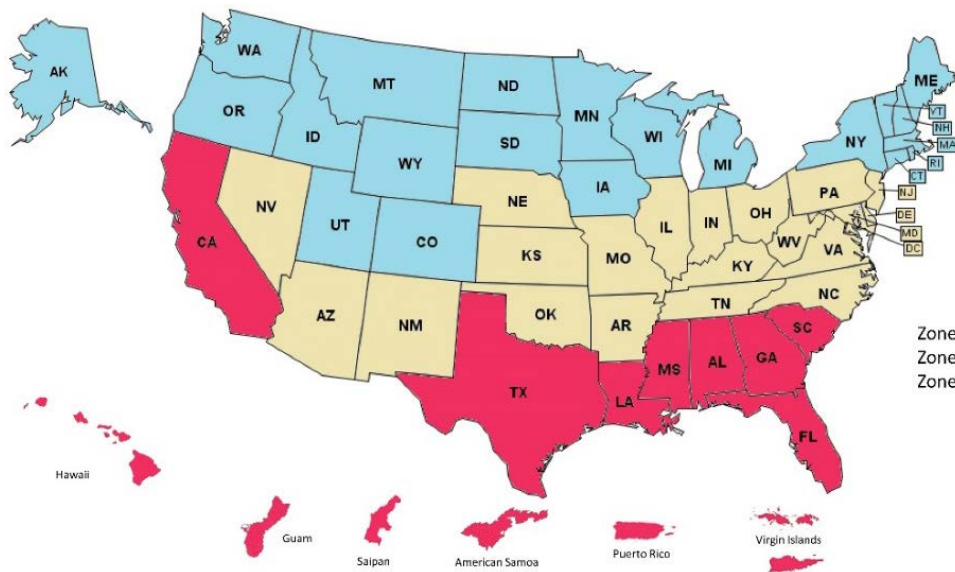 AK
WA
MT
ND
MN
ME
VT
NH
MA
RI
CT
OR
ID
WY
SD
WI
MI
NY
IA
NE
PA
NJ
NV
UT
CO
IL
IN
OH
DE
MD
DC
CA
KS
MO
WV
VA
KY
AZ
NM
OK
AR
TN
NC
SC
TX
LA
MS
AL
GA
FL
Zone
Zone
Zone
Hawaii
Guam
Saipan
American Samoa
Puerto Rico
Virgin Islands